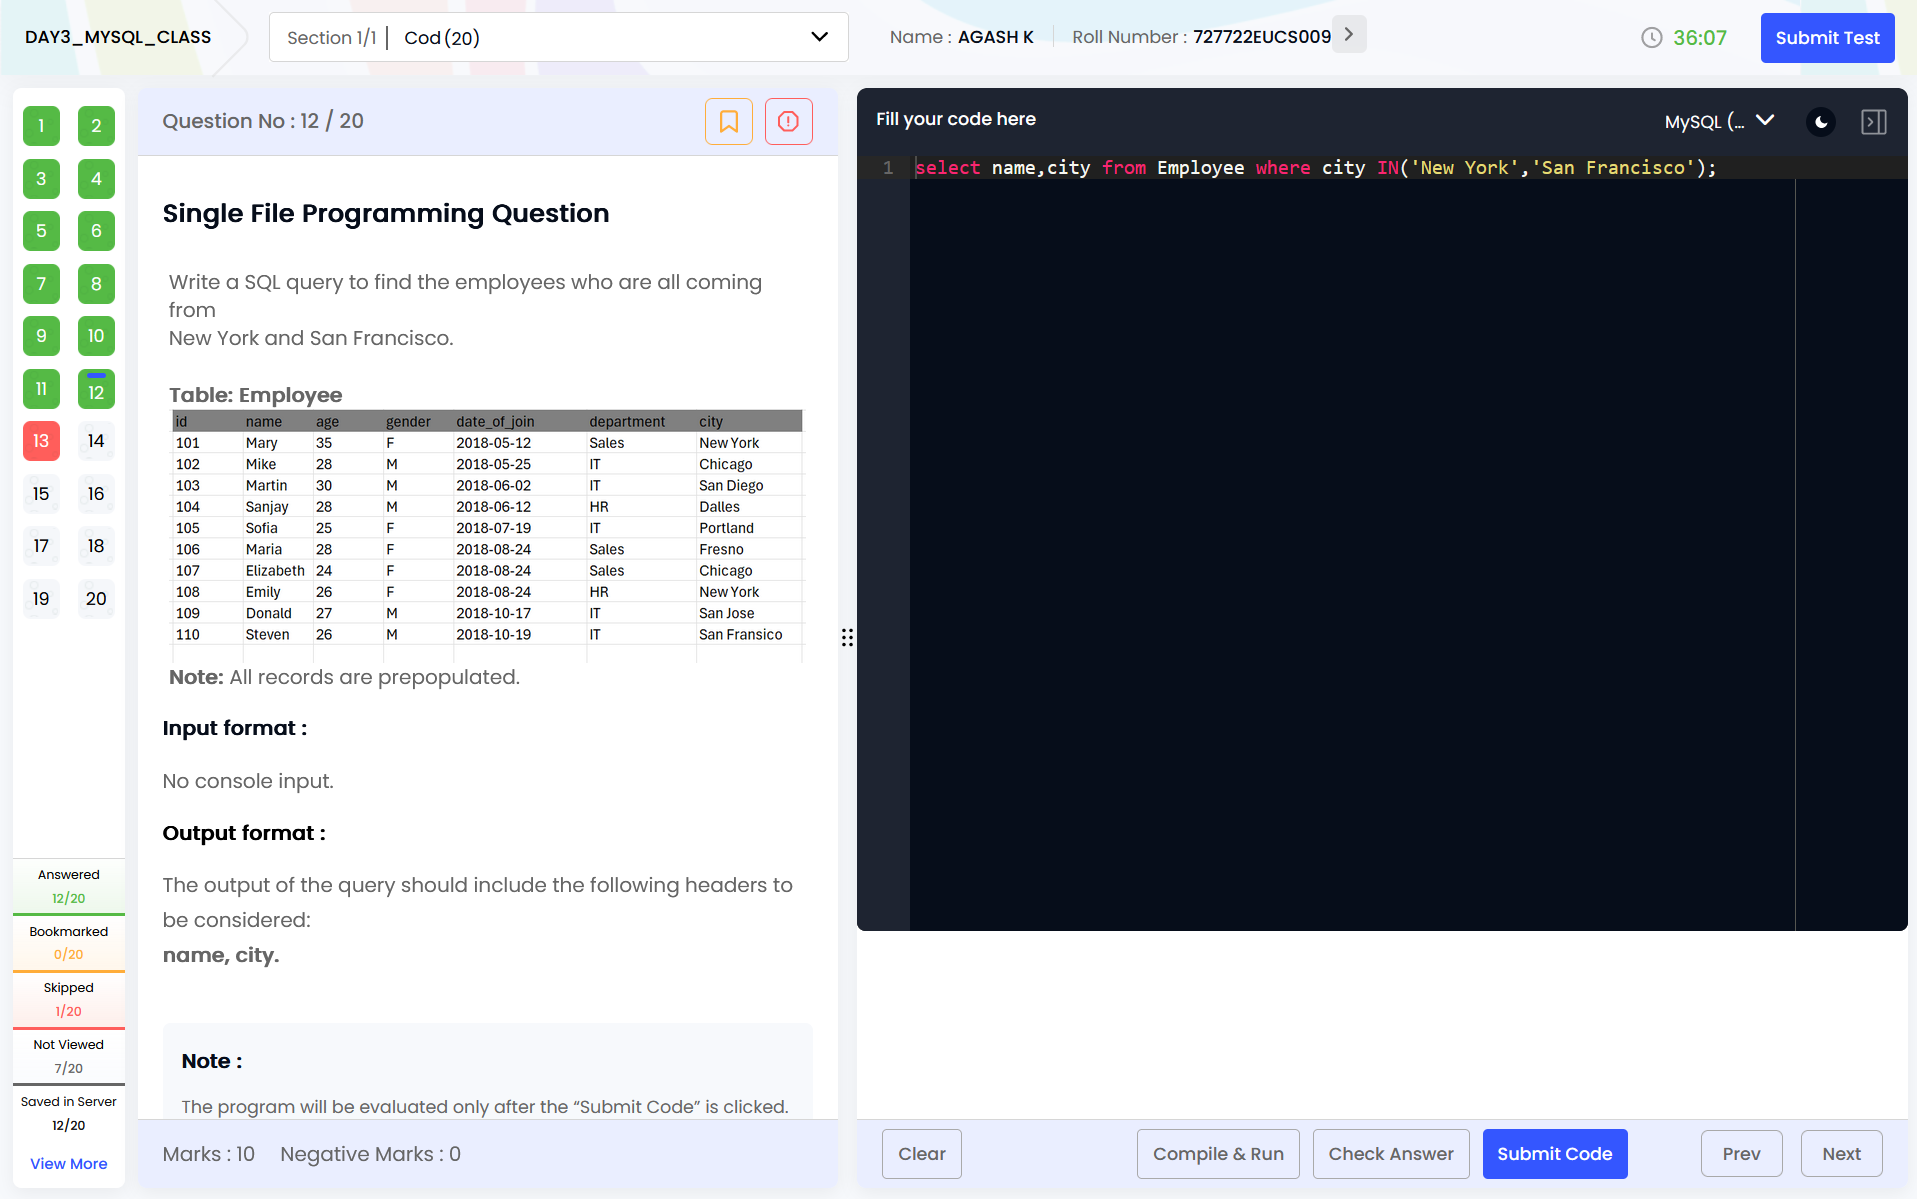 DAY3_MYSQL_CLASS
Section 1/1 | Cod (20)
Name : AGASH K
Roll Number : 727722EUCS009
36:07
Submit Test
1 2
3 4
5 6
7 8
9 10
11 12
13 14
15 16
17 18
19 20
Answered
12/20
Bookmarked
0/20
Skipped
1/20
Not Viewed
7/20
Saved in Server
12/20
View More
Question No : 12 / 20
Single File Programming Question
Write a SQL query to find the employees who are all coming
from
New York and San Francisco.
Table: Employee
id name age gender date_of_join department city
101 Mary 35 F 2018-05-12 Sales New York
102 Mike 28 M 2018-05-25 IT Chicago
103 Martin 30 M 2018-06-02 IT San Diego
104 Sanjay 28 M 2018-06-12 HR Dalles
105 Sofia 25 F 2018-07-19 IT Portland
106 Maria 28 F 2018-08-24 Sales Fresno
107 Elizabeth 24 F 2018-08-24 Sales Chicago
108 Emily 26 F 2018-08-24 HR New York
109 Donald 27 M 2018-10-17 IT San Jose
110 Steven 26 M 2018-10-19 IT San Fransico
Note: All records are prepopulated.
Input format :
No console input.
Output format :
The output of the query should include the following headers to
be considered:
name, city.
Note :
The program will be evaluated only after the “Submit Code” is clicked.
Marks : 10 Negative Marks : 0
Fill your code here
MySQL (...
1 select name,city from Employee where city IN('New York','San Francisco');
Clear
Compile & Run
Check Answer
Submit Code
Prev
Next